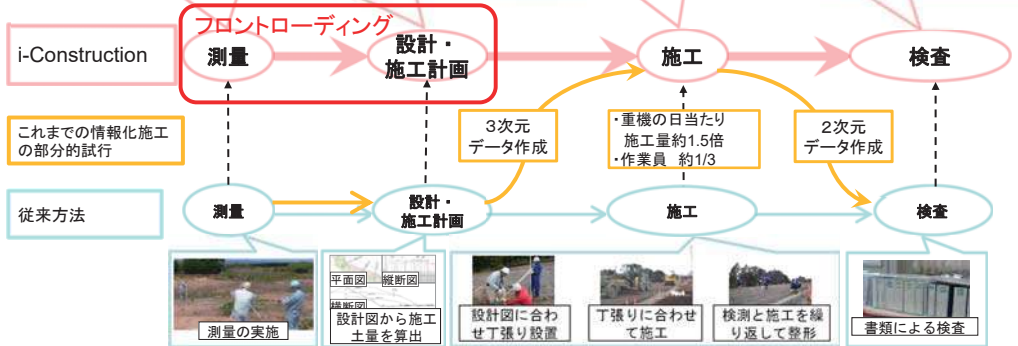 フロントローディング
i-Construction
測量
設計・
施工計画
施工
検査
これまでの情報化施工
の部分的試行
3次元
データ作成
・重機の日当たり
施工量約1.5倍
・作業員 約1/3
2次元
データ作成
従来方法
測量
設計・
施工計画
施工
検査
測量の実施
平面図
縦断図
横断図
設計図から施工
土量を算出
設計図に合わ
せ丁張り設置
丁張りに合わせ
て施工
検測と施工を繰
り返して整形
書類による検査